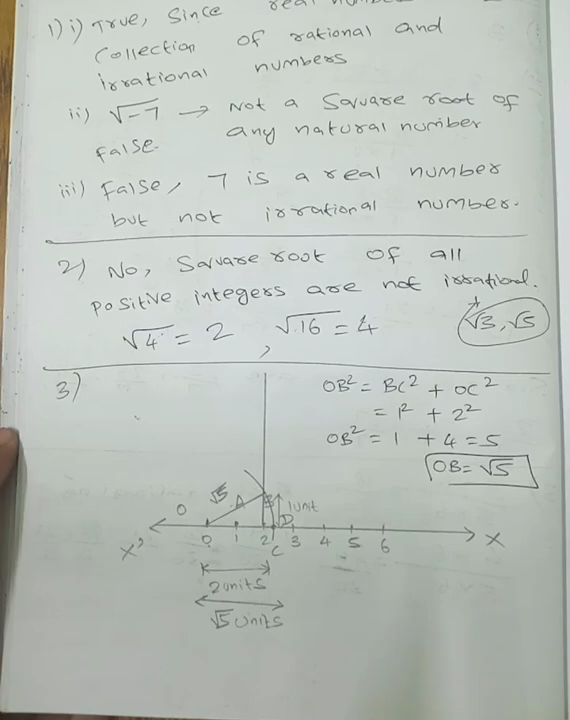 1) i) True, Since real
Collection of rational and
irrational numbers
ii) √-7 → Not a Square root of
false. any natural number
iii) False, 7 is a real number
but not irrational number.
2) No, Square root of all
positive integers are not irrational.
√4 = 2 , √16 = 4 √3, √5
3)
OB² = BC² + OC²
= 1² + 2²
OB² = 1 + 4 = 5
OB = √5
O √5 A B 1unit
D
X' 0 1 2 3 4 5 6 X
C
2units
√5 units